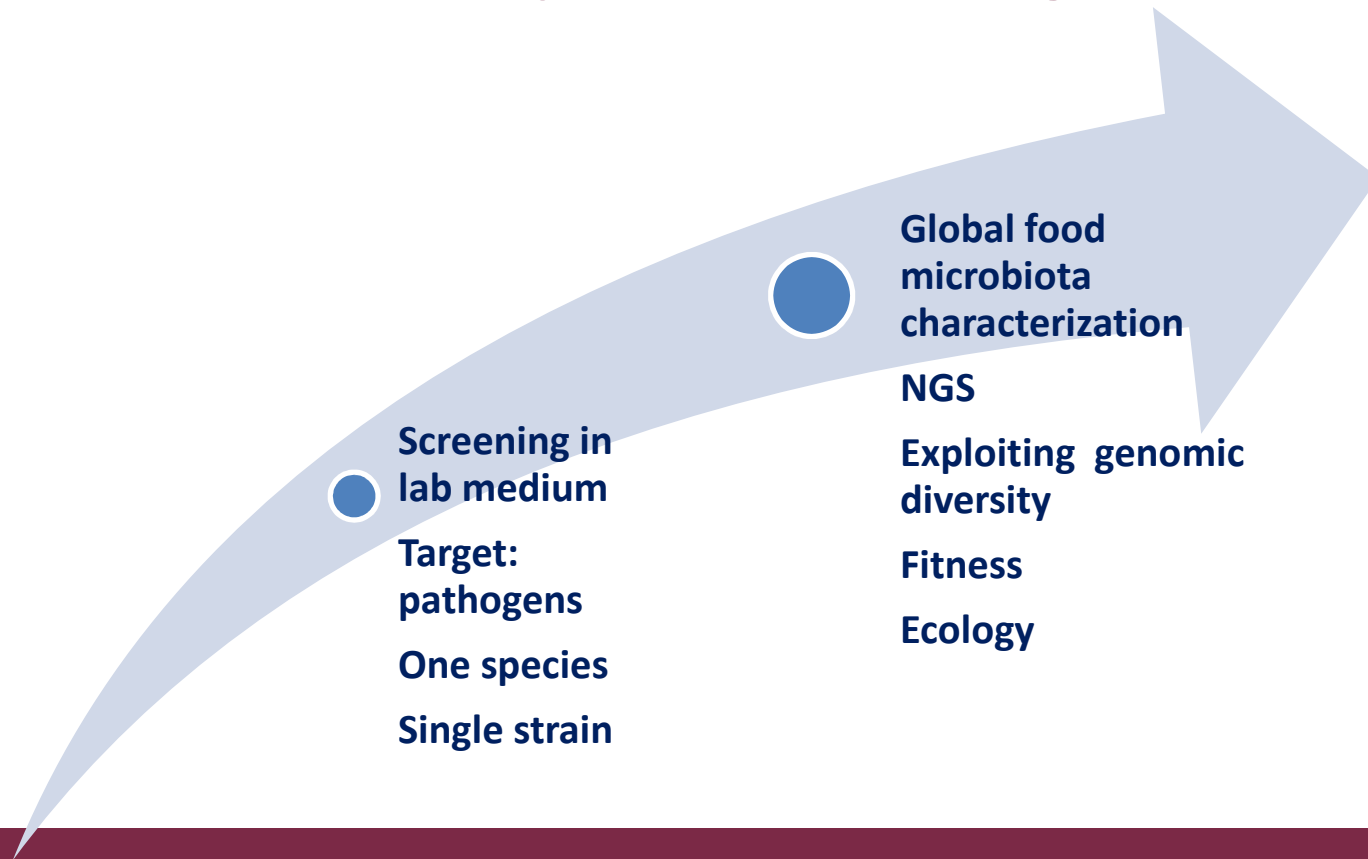 Screening in
lab medium
Target:
pathogens
One species
Single strain
Global food
microbiota
characterization
NGS
Exploiting genomic
diversity
Fitness
Ecology